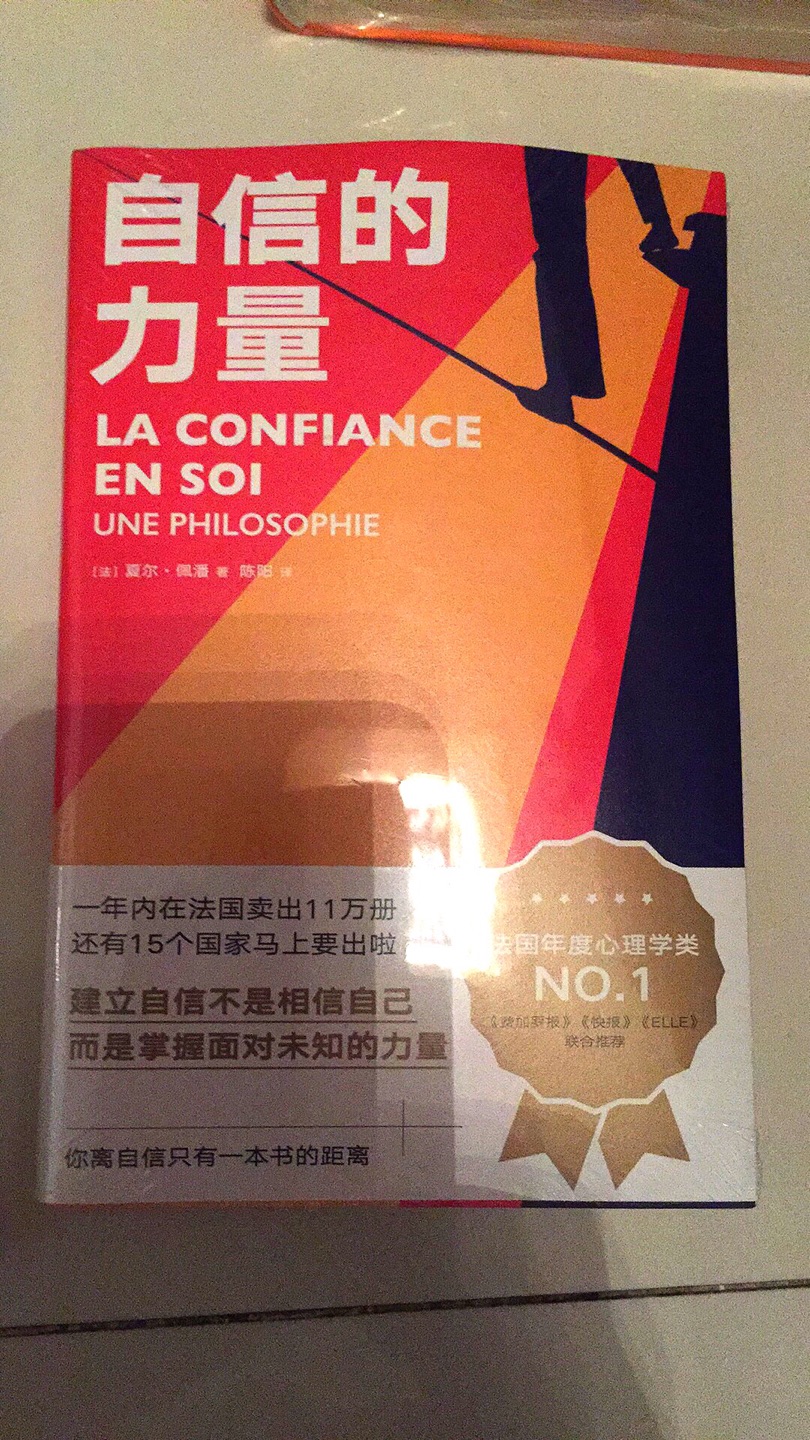 自信的
力量
LA CONFIANCE
EN SOI
UNE PHILOSOPHIE
[法] 夏尔·佩潘 著 陈阳 译
一年内在法国卖出11万册
还有15个国家马上要出啦
建立自信不是相信自己
而是掌握面对未知的力量
你离自信只有一本书的距离
法国年度心理学类
NO.1
《费加罗报》《快报》《ELLE》
联合推荐